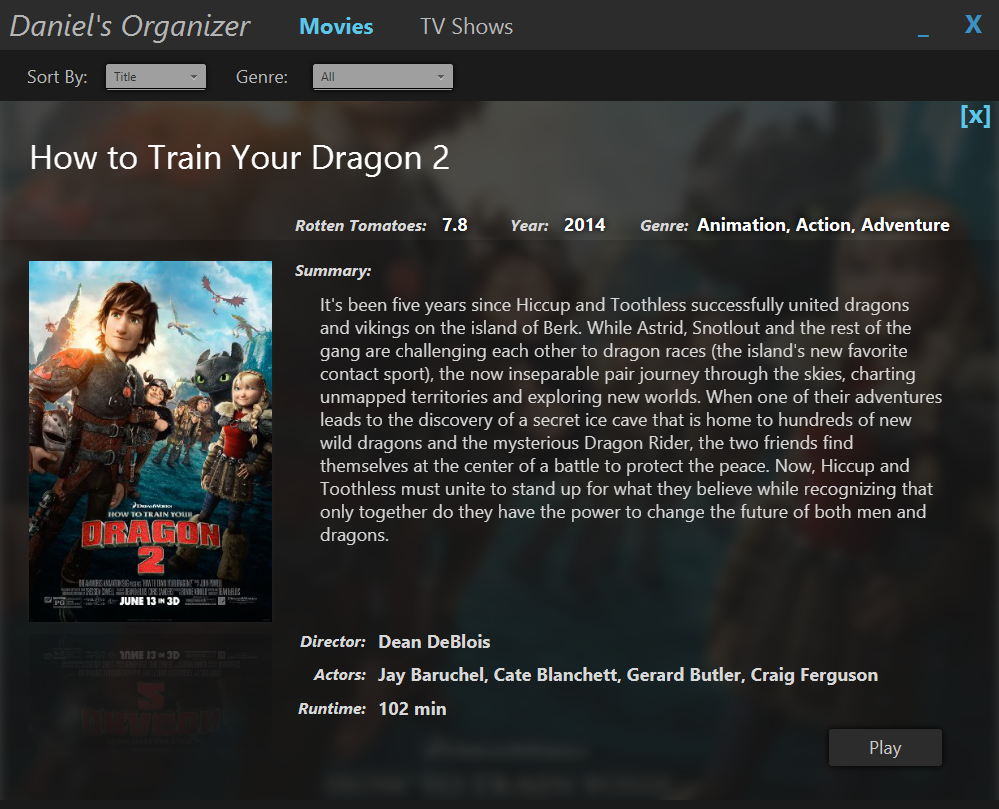 Daniel's Organizer Movies TV Shows _ X
Sort By: Title Genre: All
[x]
How to Train Your Dragon 2
Rotten Tomatoes: 7.8 Year: 2014 Genre: Animation, Action, Adventure
Summary:
It's been five years since Hiccup and Toothless successfully united dragons
and vikings on the island of Berk. While Astrid, Snotlout and the rest of the
gang are challenging each other to dragon races (the island's new favorite
contact sport), the now inseparable pair journey through the skies, charting
unmapped territories and exploring new worlds. When one of their adventures
leads to the discovery of a secret ice cave that is home to hundreds of new
wild dragons and the mysterious Dragon Rider, the two friends find
themselves at the center of a battle to protect the peace. Now, Hiccup and
Toothless must unite to stand up for what they believe while recognizing that
only together do they have the power to change the future of both men and
dragons.
DREAMWORKS
HOW TO TRAIN YOUR
DRAGON
2
JUNE 13 IN 3D
Director: Dean DeBlois
Actors: Jay Baruchel, Cate Blanchett, Gerard Butler, Craig Ferguson
Runtime: 102 min
Play